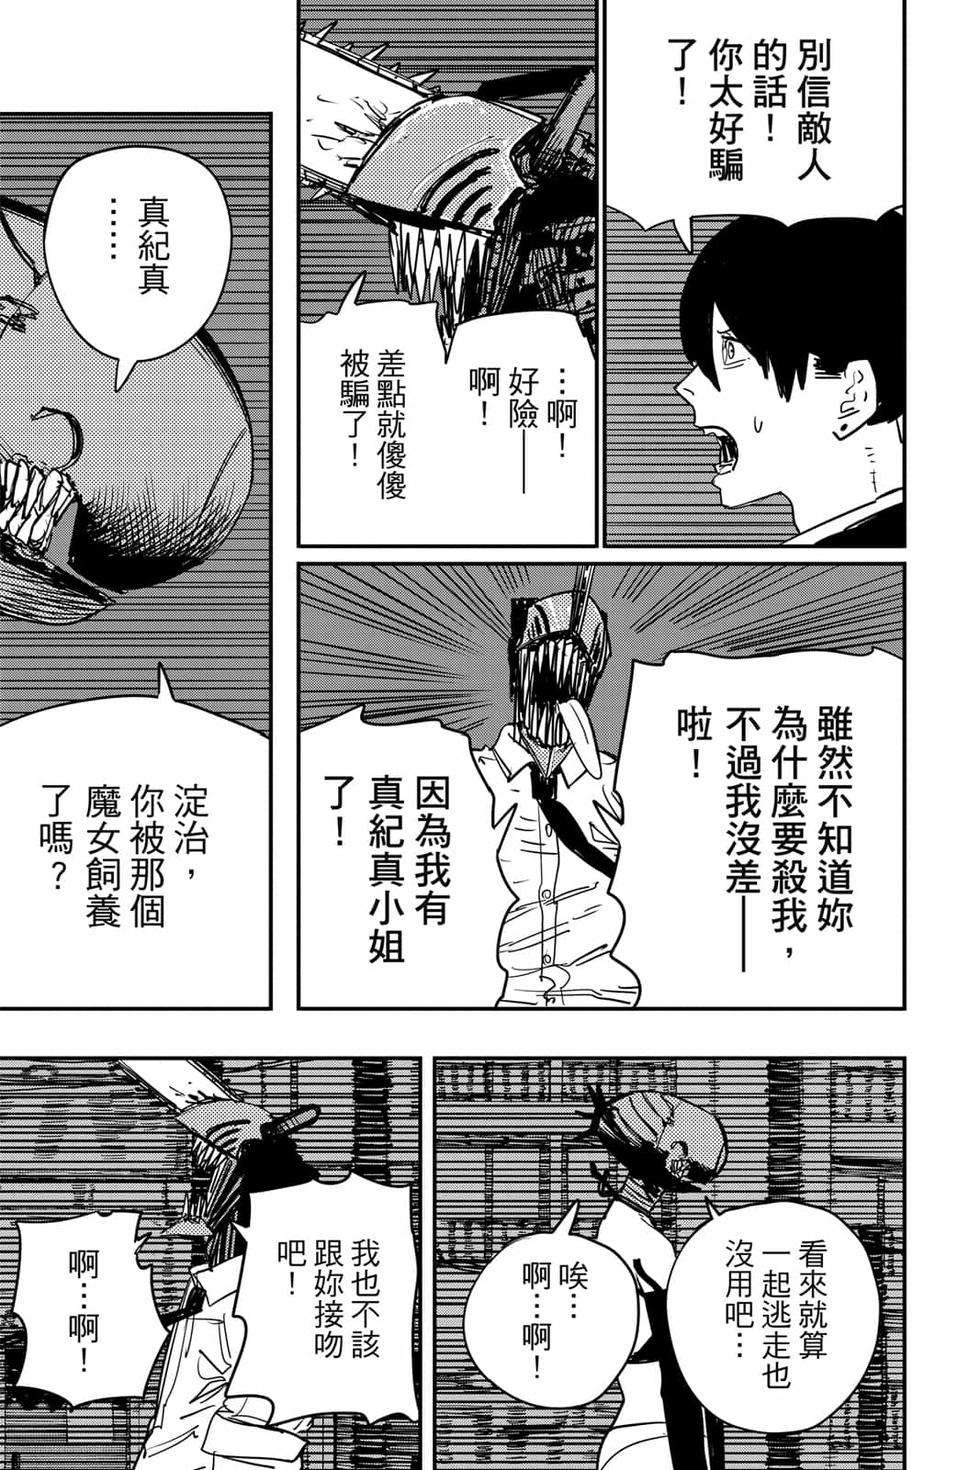 別信敵人
的話！
你太好騙
了！
…啊！
好險──
啊！
差點就傻傻
被騙了！
雖然不知道妳
為什麼要殺我，
不過我沒差──
啦！
因為我有
真紀真小姐
了！
真紀真
……
淀治，
你被那個
魔女飼養
了嗎？
看來就算
一起逃走也
沒用吧…
唉…
啊…啊！
我也不該
跟妳接吻
吧！
啊…啊！